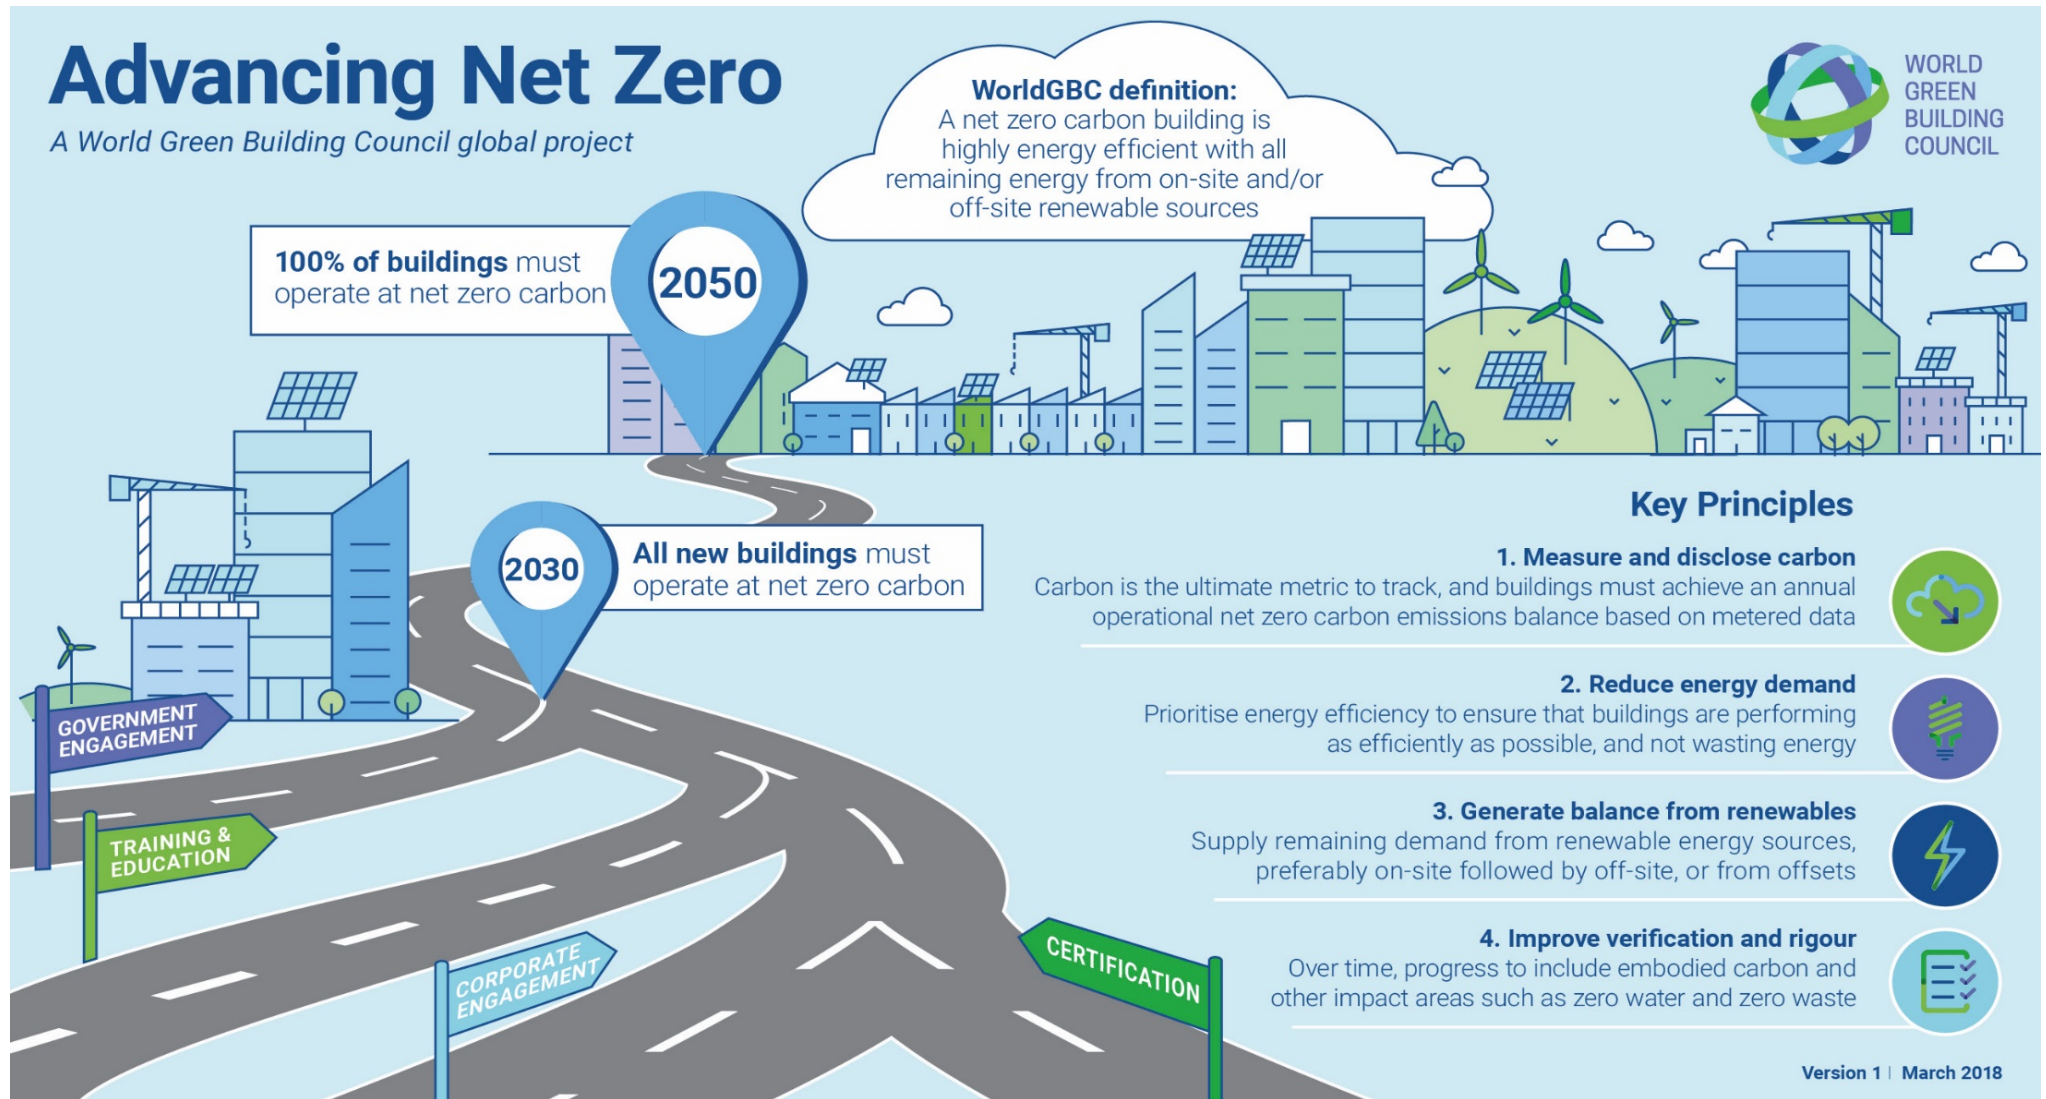 Advancing Net Zero
A World Green Building Council global project
WorldGBC definition:
A net zero carbon building is
highly energy efficient with all
remaining energy from on-site and/or
off-site renewable sources
WORLD
GREEN
BUILDING
COUNCIL
100% of buildings must
operate at net zero carbon
2050
2030
All new buildings must
operate at net zero carbon
GOVERNMENT
ENGAGEMENT
TRAINING &
EDUCATION
CORPORATE
ENGAGEMENT
CERTIFICATION
Key Principles
1. Measure and disclose carbon
Carbon is the ultimate metric to track, and buildings must achieve an annual
operational net zero carbon emissions balance based on metered data
2. Reduce energy demand
Prioritise energy efficiency to ensure that buildings are performing
as efficiently as possible, and not wasting energy
3. Generate balance from renewables
Supply remaining demand from renewable energy sources,
preferably on-site followed by off-site, or from offsets
4. Improve verification and rigour
Over time, progress to include embodied carbon and
other impact areas such as zero water and zero waste
Version 1 | March 2018